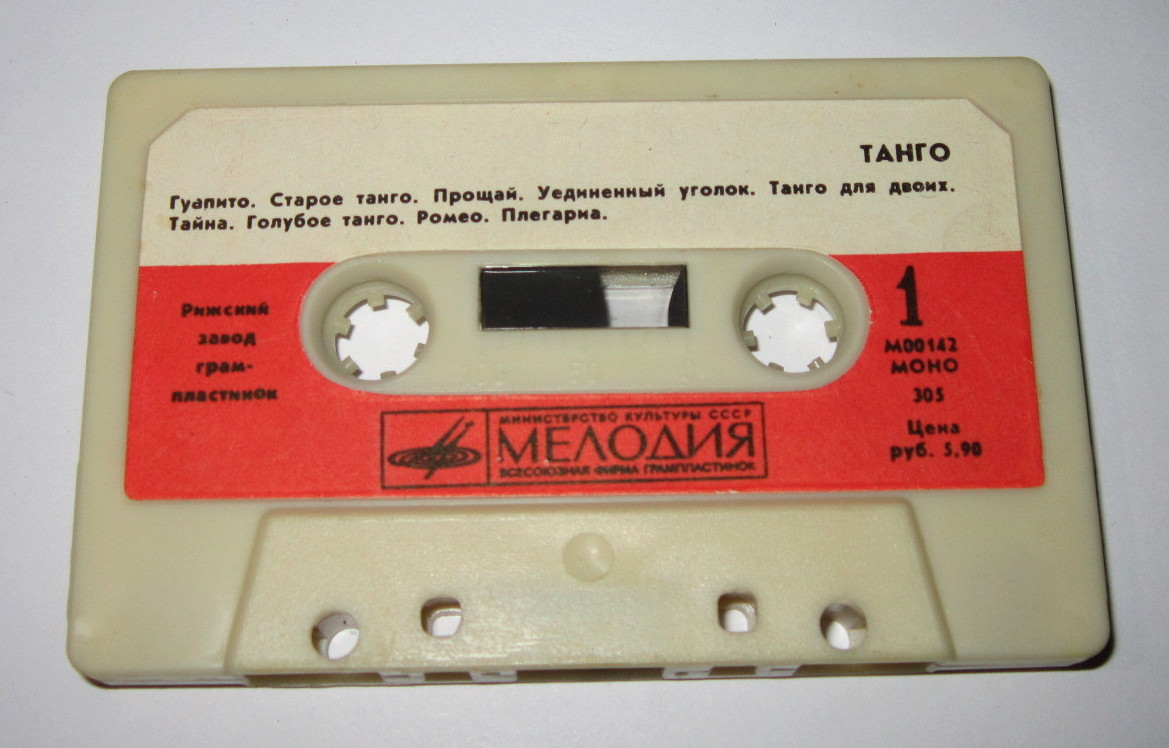 ТАНГО
Гуапито. Старое танго. Прощай. Уединенный уголок. Танго для двоих.
Тайна. Голубое танго. Ромео. Плегариа.
Рижский
завод
грам-
пластинок
1
М00142
МОНО
305
Цена
руб. 5,90
МИНИСТЕРСТВО КУЛЬТУРЫ СССР
МЕЛОДИЯ
ВСЕСОЮЗНАЯ ФИРМА ГРАМПЛАСТИНОК